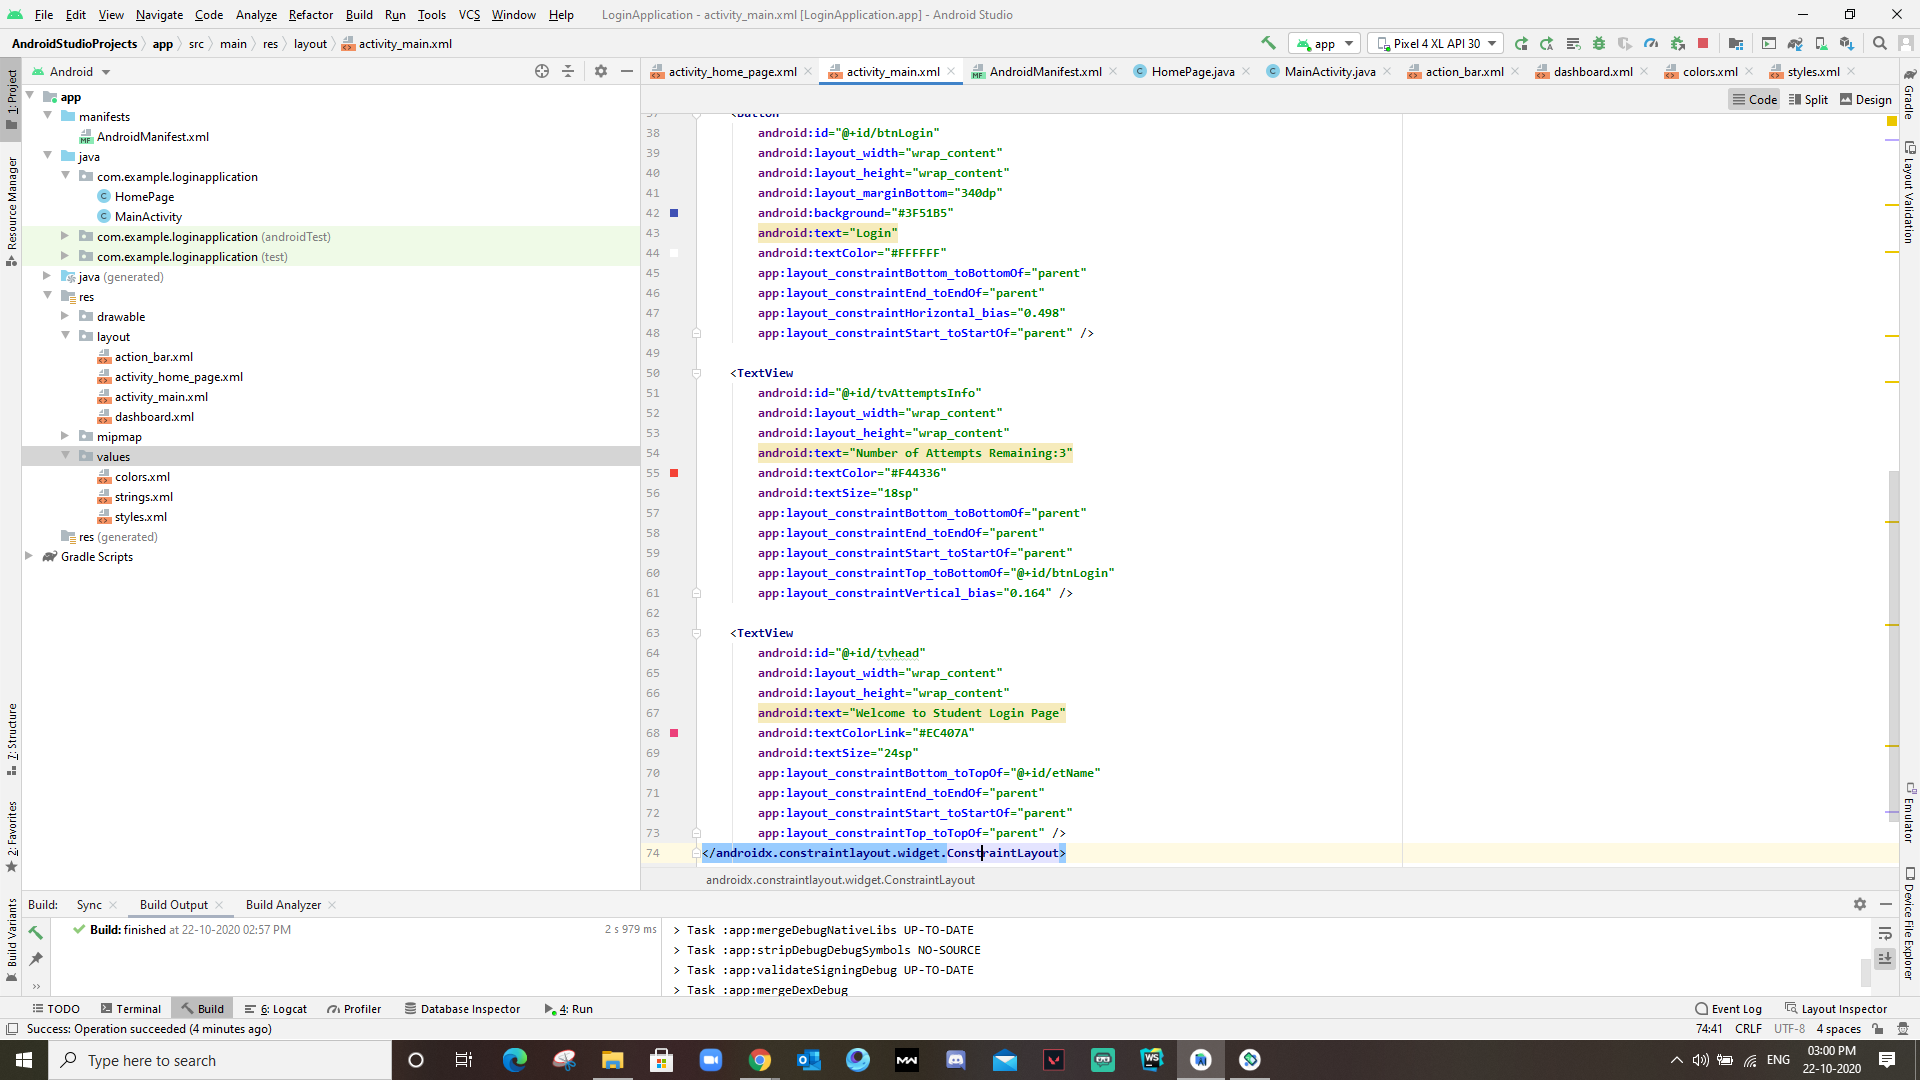 File Edit View Navigate Code Analyze Refactor Build Run Tools VCS Window Help LoginApplication - activity_main.xml [LoginApplication.app] - Android Studio
AndroidStudioProjects app src main res layout activity_main.xml app Pixel 4 XL API 30
Android activity_home_page.xml activity_main.xml AndroidManifest.xml HomePage.java MainActivity.java action_bar.xml dashboard.xml colors.xml styles.xml
Code Split Design
1: Project
Resource Manager
7: Structure
2: Favorites
Build Variants
app
manifests
AndroidManifest.xml
java
com.example.loginapplication
HomePage
MainActivity
com.example.loginapplication (androidTest)
com.example.loginapplication (test)
java (generated)
res
drawable
layout
action_bar.xml
activity_home_page.xml
activity_main.xml
dashboard.xml
mipmap
values
colors.xml
strings.xml
styles.xml
res (generated)
Gradle Scripts
37 <Button
38 android:id="@+id/btnLogin"
39 android:layout_width="wrap_content"
40 android:layout_height="wrap_content"
41 android:layout_marginBottom="340dp"
42 android:background="#3F51B5"
43 android:text="Login"
44 android:textColor="#FFFFFF"
45 app:layout_constraintBottom_toBottomOf="parent"
46 app:layout_constraintEnd_toEndOf="parent"
47 app:layout_constraintHorizontal_bias="0.498"
48 app:layout_constraintStart_toStartOf="parent" />
49
50 <TextView
51 android:id="@+id/tvAttemptsInfo"
52 android:layout_width="wrap_content"
53 android:layout_height="wrap_content"
54 android:text="Number of Attempts Remaining:3"
55 android:textColor="#F44336"
56 android:textSize="18sp"
57 app:layout_constraintBottom_toBottomOf="parent"
58 app:layout_constraintEnd_toEndOf="parent"
59 app:layout_constraintStart_toStartOf="parent"
60 app:layout_constraintTop_toBottomOf="@+id/btnLogin"
61 app:layout_constraintVertical_bias="0.164" />
62
63 <TextView
64 android:id="@+id/tvhead"
65 android:layout_width="wrap_content"
66 android:layout_height="wrap_content"
67 android:text="Welcome to Student Login Page"
68 android:textColorLink="#EC407A"
69 android:textSize="24sp"
70 app:layout_constraintBottom_toTopOf="@+id/etName"
71 app:layout_constraintEnd_toEndOf="parent"
72 app:layout_constraintStart_toStartOf="parent"
73 app:layout_constraintTop_toTopOf="parent" />
74 </androidx.constraintlayout.widget.ConstraintLayout>
androidx.constraintlayout.widget.ConstraintLayout
Gradle
Layout Validation
Emulator
Device File Explorer
Build: Sync Build Output Build Analyzer
Build: finished at 22-10-2020 02:57 PM 2 s 979 ms
> Task :app:mergeDebugNativeLibs UP-TO-DATE
> Task :app:stripDebugDebugSymbols NO-SOURCE
> Task :app:validateSigningDebug UP-TO-DATE
> Task :app:mergeDexDebug
TODO Terminal Build 6: Logcat Profiler Database Inspector 4: Run Event Log Layout Inspector
Success: Operation succeeded (4 minutes ago) 74:41 CRLF UTF-8 4 spaces
Type here to search ENG 03:00 PM
22-10-2020